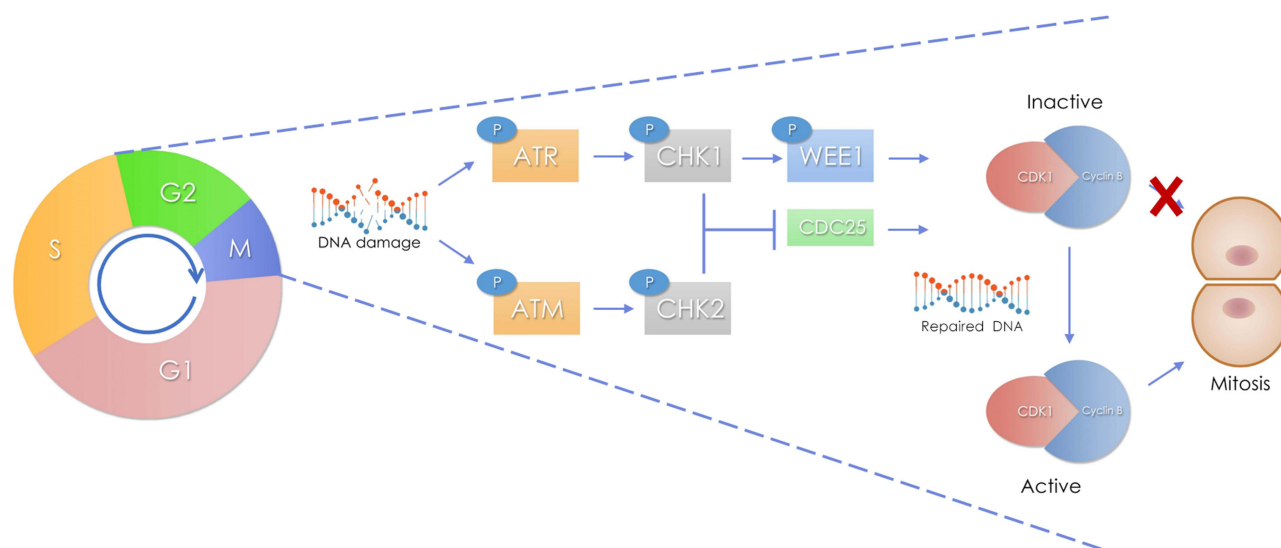 Inactive
P
ATR
P
CHK1
P
WEE1
CDK1
Cyclin B
G2
S
M
G1
DNA damage
CDC25
P
ATM
P
CHK2
Repaired DNA
Mitosis
CDK1
Cyclin B
Active